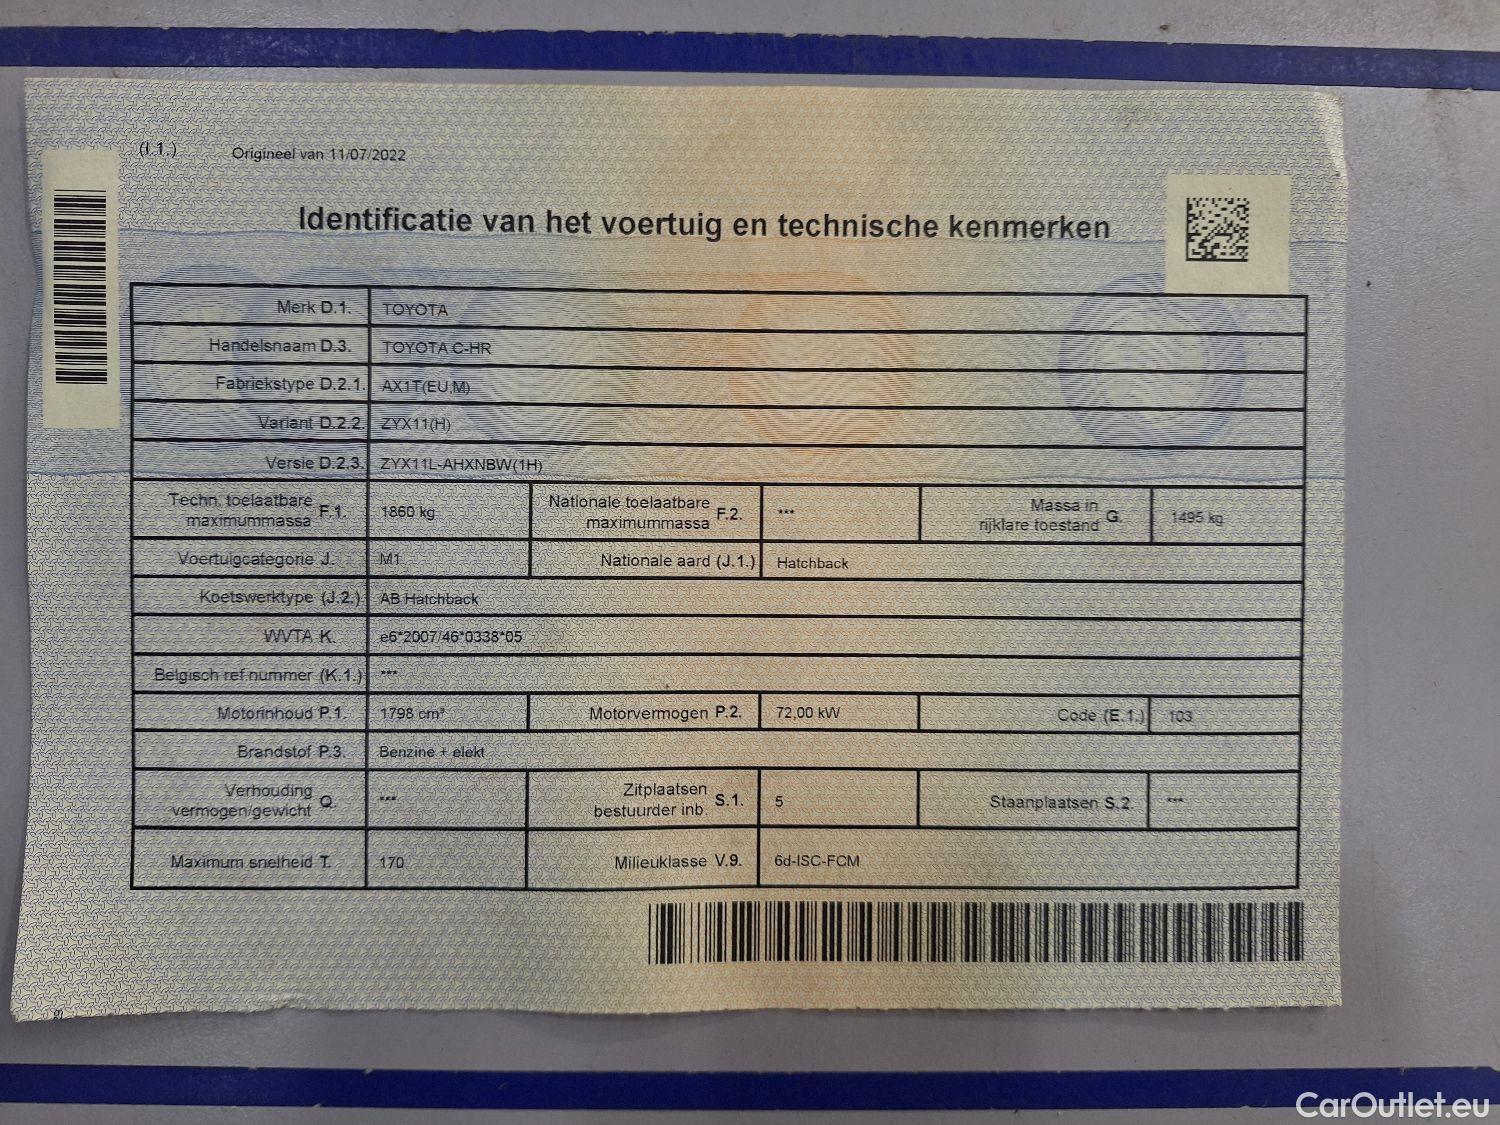 (I.1.) Origineel van 11/07/2022
Identificatie van het voertuig en technische kenmerken
Merk D.1. TOYOTA
Handelsnaam D.3. TOYOTA C-HR
Fabriekstype D.2.1. AX1T(EU,M)
Variant D.2.2. ZYX11(H)
Versie D.2.3. ZYX11L-AHXNBW(1H)
Techn. toelaatbare maximummassa F.1. 1860 kg Nationale toelaatbare maximummassa F.2. *** Massa in rijklare toestand G. 1495 kg
Voertuigcategorie J. M1 Nationale aard (J.1.) Hatchback
Koetswerktype (J.2.) AB Hatchback
WVTA K. e6*2007/46*0338*05
Belgisch ref.nummer (K.1.) ***
Motorinhoud P.1. 1798 cm³ Motorvermogen P.2. 72,00 kW Code (E.1.) 103
Brandstof P.3. Benzine + elekt
Verhouding vermogen/gewicht Q. *** Zitplaatsen bestuurder inb. S.1. 5 Staanplaatsen S.2. ***
Maximum snelheid T. 170 Milieuklasse V.9. 6d-ISC-FCM
CarOutlet.eu